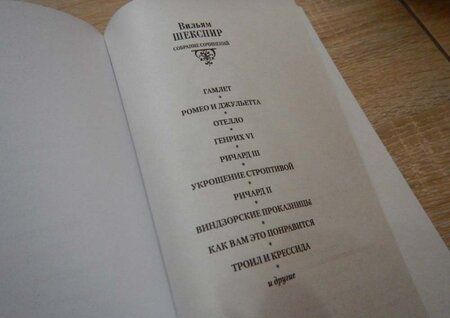 Вильям
ШЕКСПИР
СОБРАНИЕ СОЧИНЕНИЙ
ГАМЛЕТ
РОМЕО И ДЖУЛЬЕТТА
ОТЕЛЛО
ГЕНРИХ VI
РИЧАРД III
УКРОЩЕНИЕ СТРОПТИВОЙ
РИЧАРД II
ВИНДЗОРСКИЕ ПРОКАЗНИЦЫ
КАК ВАМ ЭТО ПОНРАВИТСЯ
ТРОИЛ И КРЕССИДА
и другие